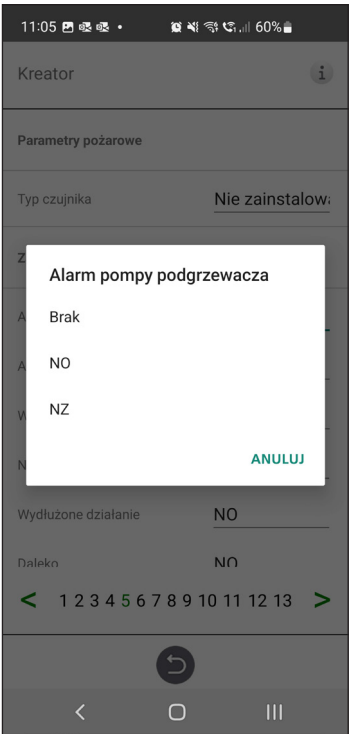 11:05 60%
Kreator i
Parametry pożarowe
Typ czujnika Nie zainstalow
Z
Alarm pompy podgrzewacza
A
Brak
A
NO
W
NZ
N
ANULUJ
Wydłużone działanie NO
Daleko NO
< 1 2 3 4 5 6 7 8 9 10 11 12 13 >